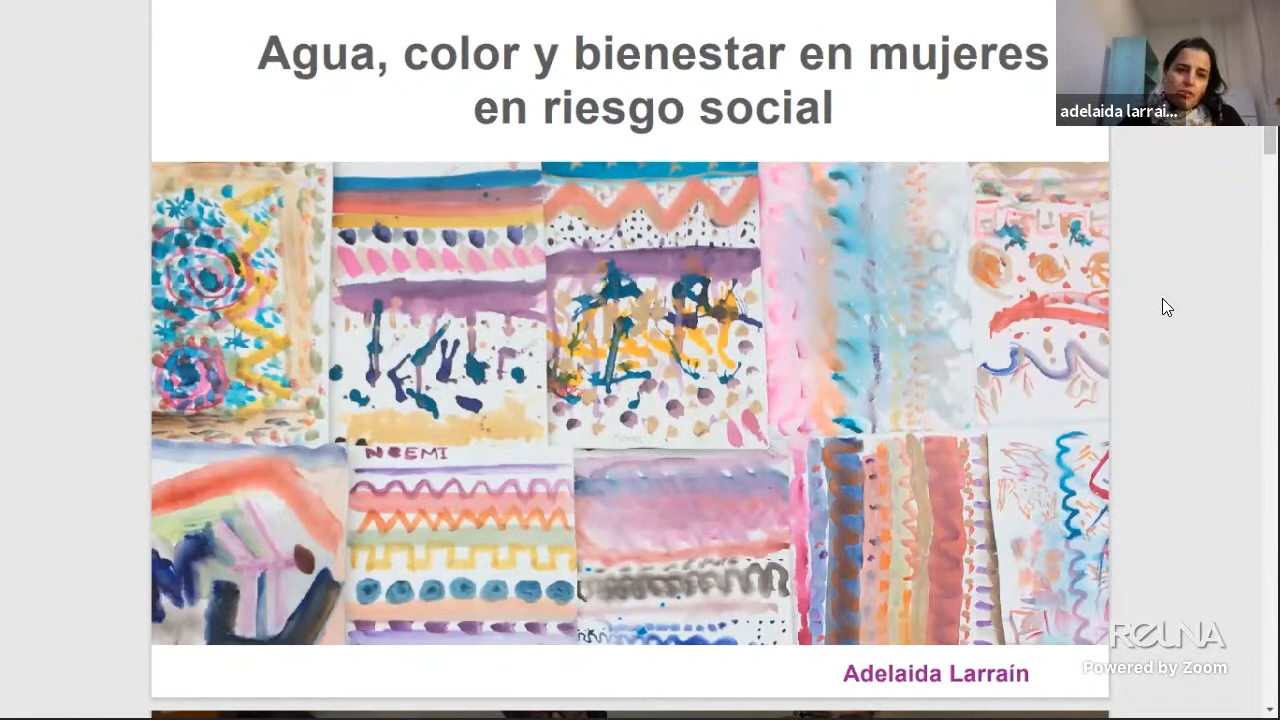 Agua, color y bienestar en mujeres
en riesgo social
adelaida larrai...
NOEMI
Adelaida Larraín
REUNA
Powered by Zoom